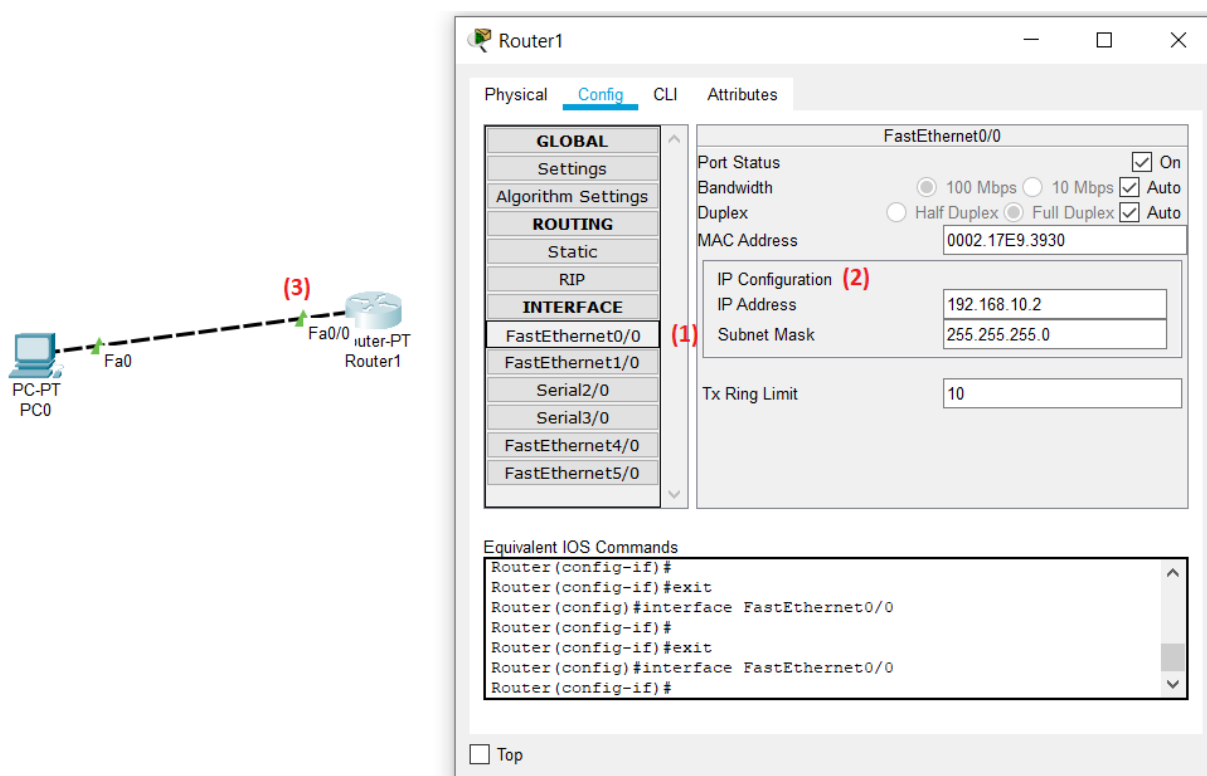 (3)
Fa0/0
uter-PT
Router1
Fa0
PC-PT
PC0
Router1
Physical Config CLI Attributes
GLOBAL
Settings
Algorithm Settings
ROUTING
Static
RIP
INTERFACE
FastEthernet0/0
FastEthernet1/0
Serial2/0
Serial3/0
FastEthernet4/0
FastEthernet5/0
(1)
FastEthernet0/0
Port Status On
Bandwidth 100 Mbps 10 Mbps Auto
Duplex Half Duplex Full Duplex Auto
MAC Address 0002.17E9.3930
IP Configuration (2)
IP Address 192.168.10.2
Subnet Mask 255.255.255.0
Tx Ring Limit 10
Equivalent IOS Commands
Router(config-if)#
Router(config-if)#exit
Router(config)#interface FastEthernet0/0
Router(config-if)#
Router(config-if)#exit
Router(config)#interface FastEthernet0/0
Router(config-if)#
Top